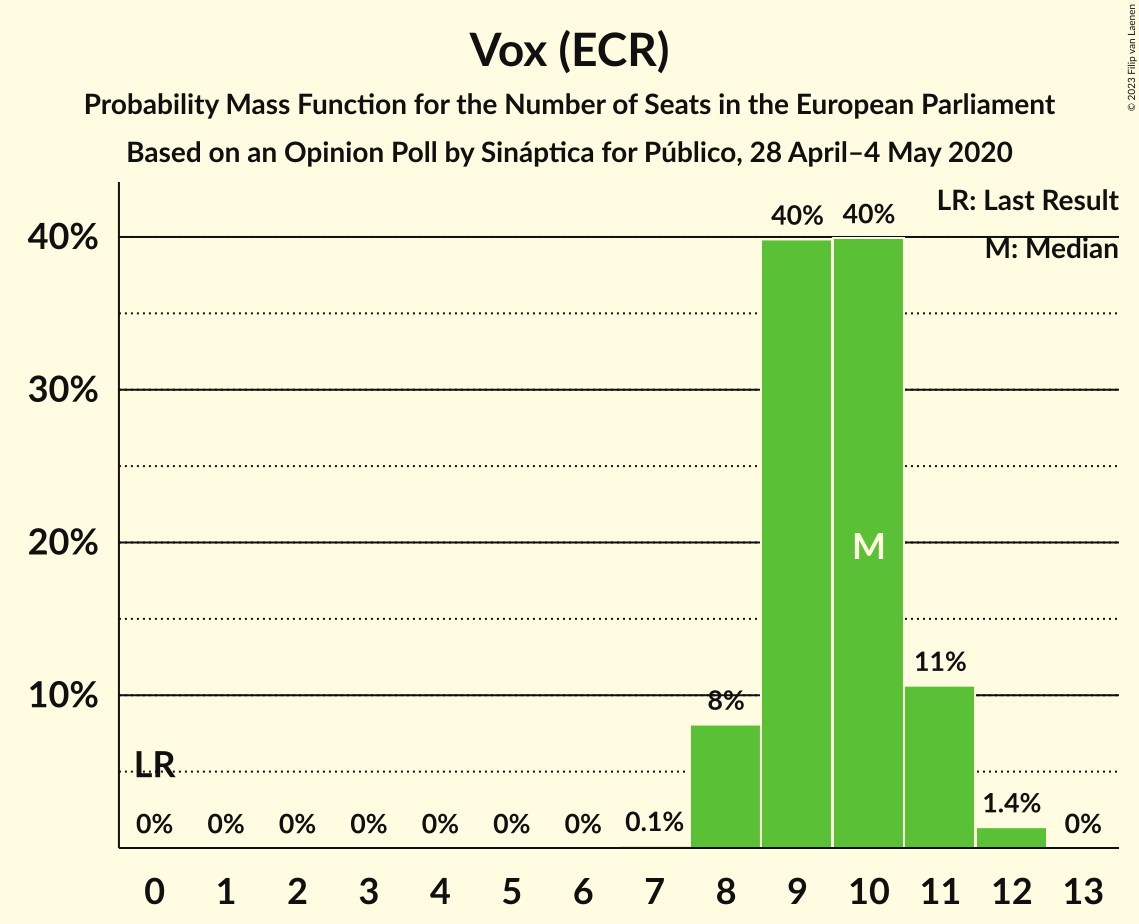 Vox (ECR)
Probability Mass Function for the Number of Seats in the European Parliament
Based on an Opinion Poll by Sináptica for Público, 28 April–4 May 2020
© 2023 Filip van Laenen
LR: Last Result
M: Median
40%
30%
20%
10%
40% 40%
M
11%
8%
LR
0% 0% 0% 0% 0% 0% 0% 0.1% 1.4% 0%
0 1 2 3 4 5 6 7 8 9 10 11 12 13